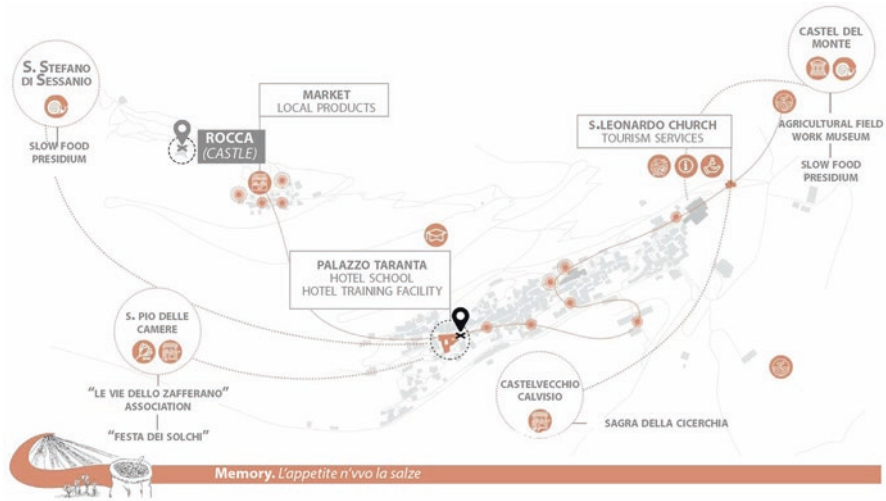 S. STEFANO
DI SESSANIO
SLOW FOOD
PRESIDIUM
MARKET
LOCAL PRODUCTS
ROCCA
(CASTLE)
CASTEL DEL
MONTE
AGRICULTURAL FIELD
WORK MUSEUM
SLOW FOOD
PRESIDIUM
S.LEONARDO CHURCH
TOURISM SERVICES
PALAZZO TARANTA
HOTEL SCHOOL
HOTEL TRAINING FACILITY
S. PIO DELLE
CAMERE
“LE VIE DELLO ZAFFERANO”
ASSOCIATION
“FESTA DEI SOLCHI”
CASTELVECCHIO
CALVISIO
SAGRA DELLA CICERCHIA
Memory. L'appetite n'vvo la salze